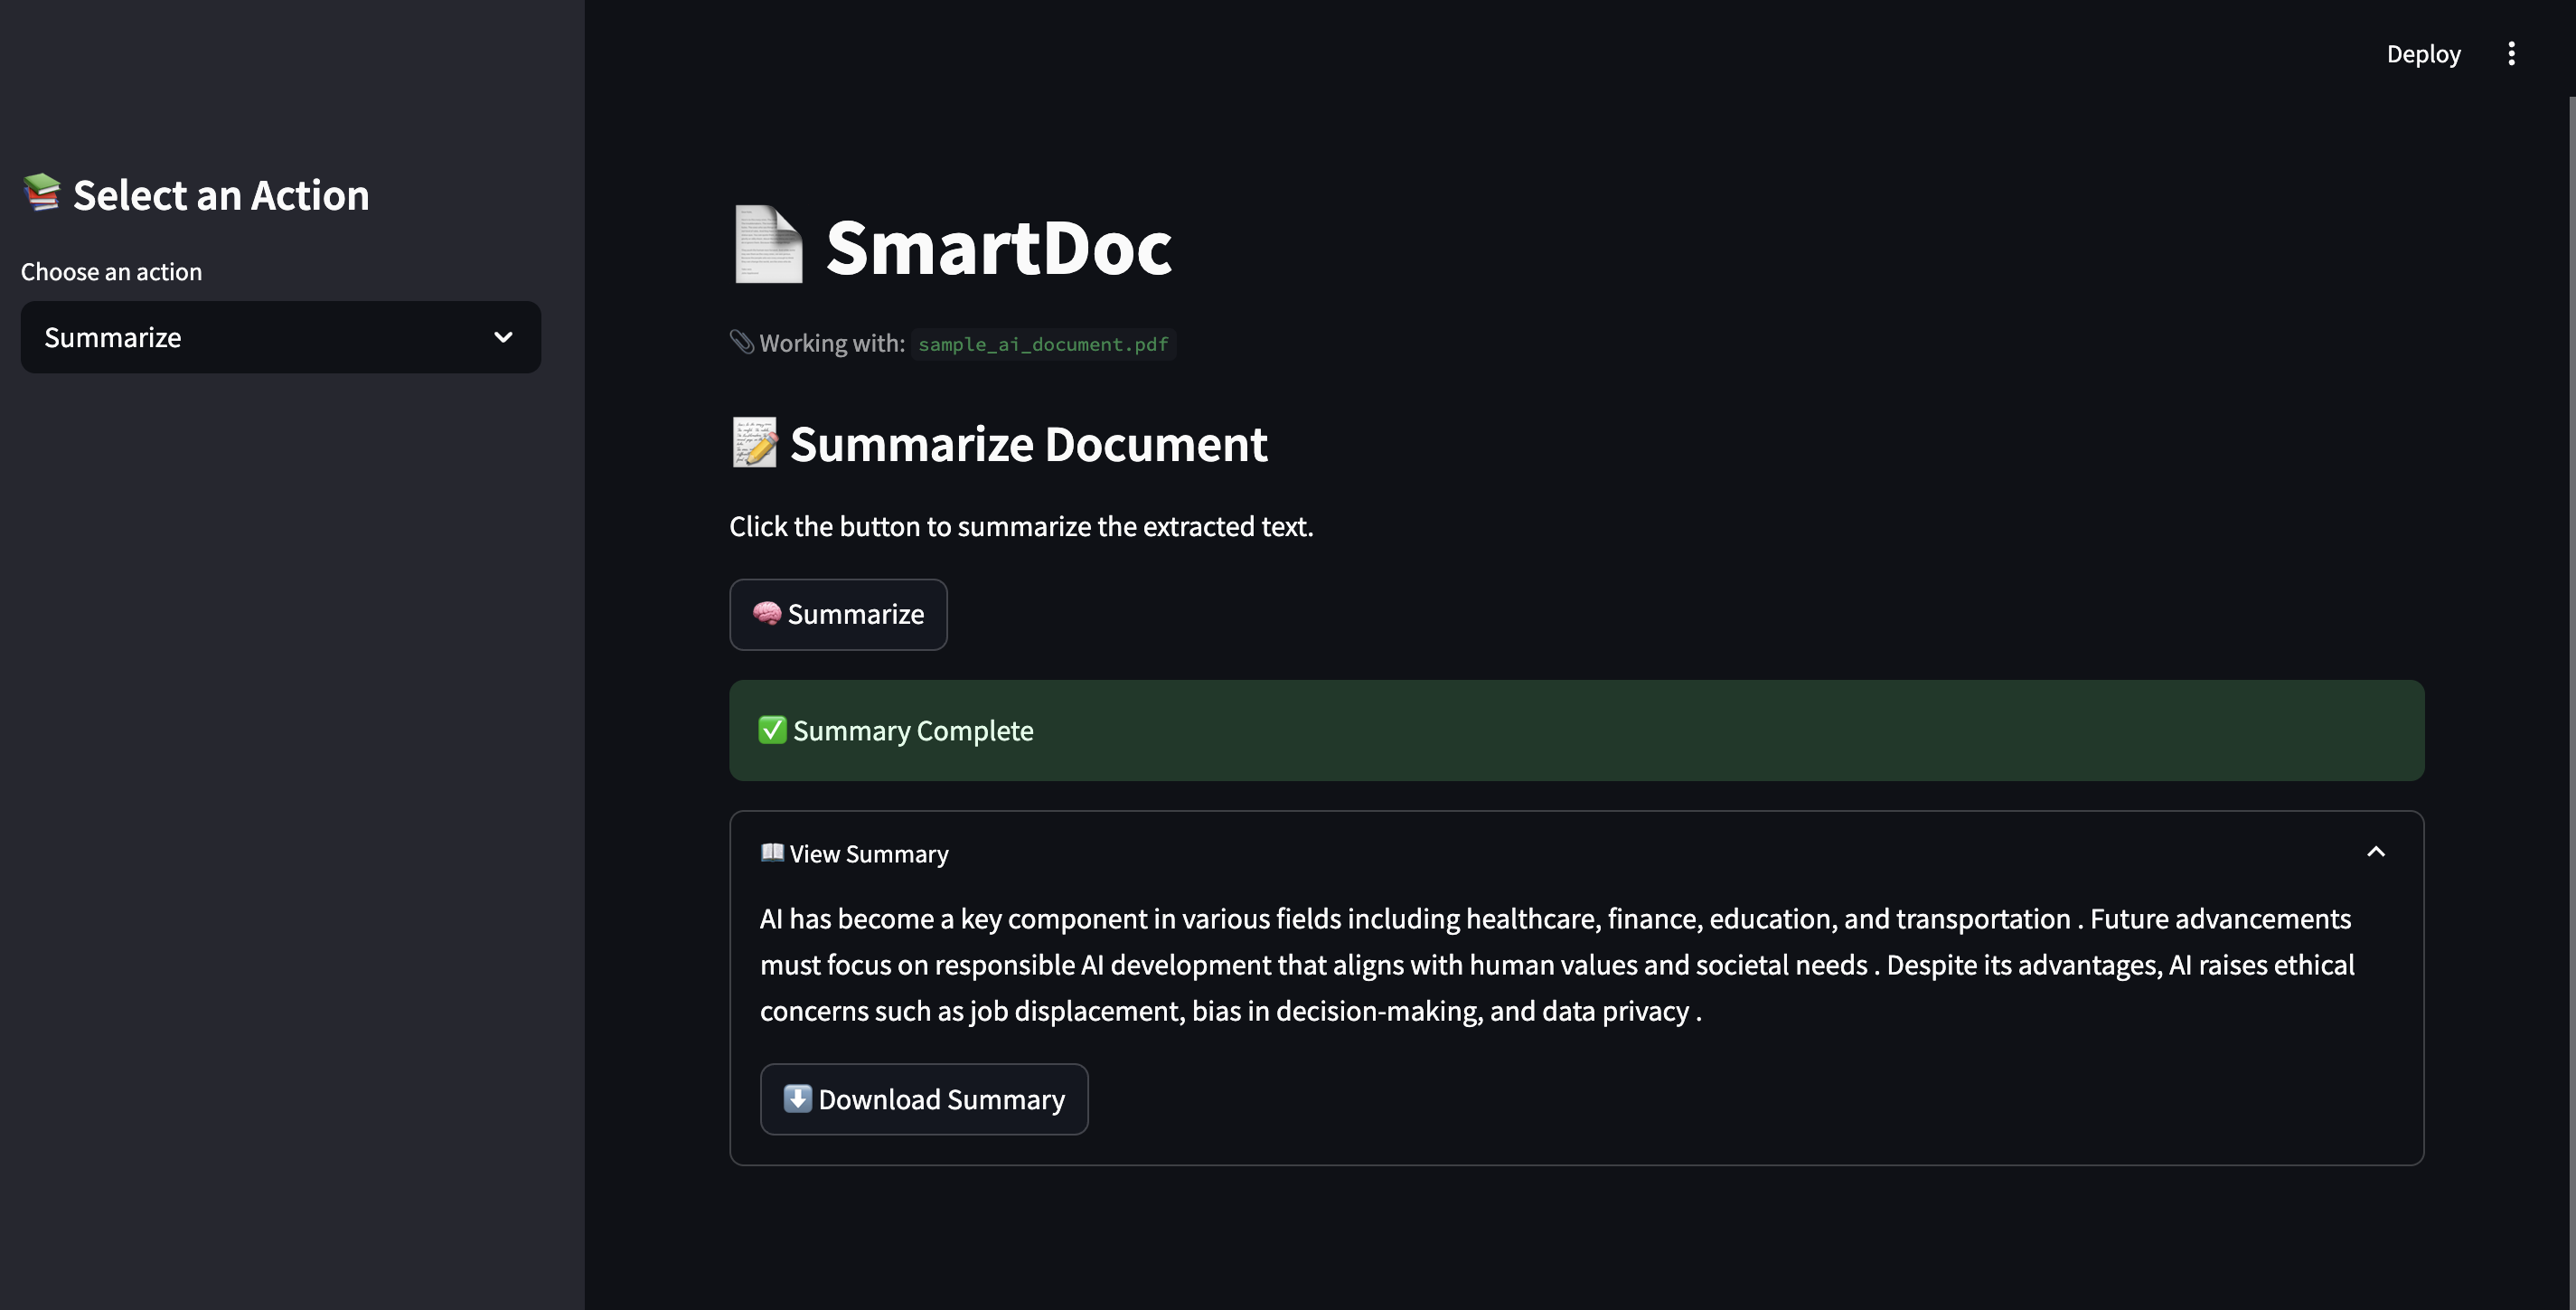 Deploy
Select an Action
Choose an action
Summarize
SmartDoc
Working with: sample_ai_document.pdf
Summarize Document
Click the button to summarize the extracted text.
Summarize
Summary Complete
View Summary
AI has become a key component in various fields including healthcare, finance, education, and transportation . Future advancements
must focus on responsible AI development that aligns with human values and societal needs . Despite its advantages, AI raises ethical
concerns such as job displacement, bias in decision-making, and data privacy .
Download Summary